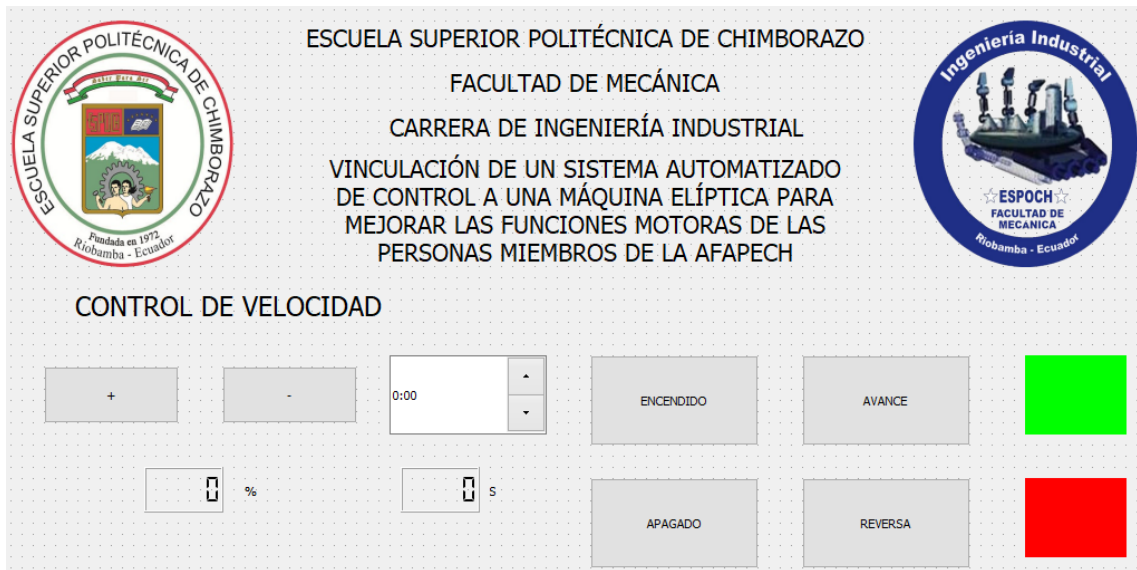 ESCUELA SUPERIOR POLITÉCNICA DE CHIMBORAZO
Saber Para Ser
Fundada en 1972
Riobamba - Ecuador
ESCUELA SUPERIOR POLITÉCNICA DE CHIMBORAZO
FACULTAD DE MECÁNICA
CARRERA DE INGENIERÍA INDUSTRIAL
VINCULACIÓN DE UN SISTEMA AUTOMATIZADO
DE CONTROL A UNA MÁQUINA ELÍPTICA PARA
MEJORAR LAS FUNCIONES MOTORAS DE LAS
PERSONAS MIEMBROS DE LA AFAPECH
Ingeniería Industrial
ESPOCH
FACULTAD DE
MECANICA
Riobamba - Ecuador
CONTROL DE VELOCIDAD
+ - 0:00 ENCENDIDO AVANCE
0 % 0 S
APAGADO REVERSA